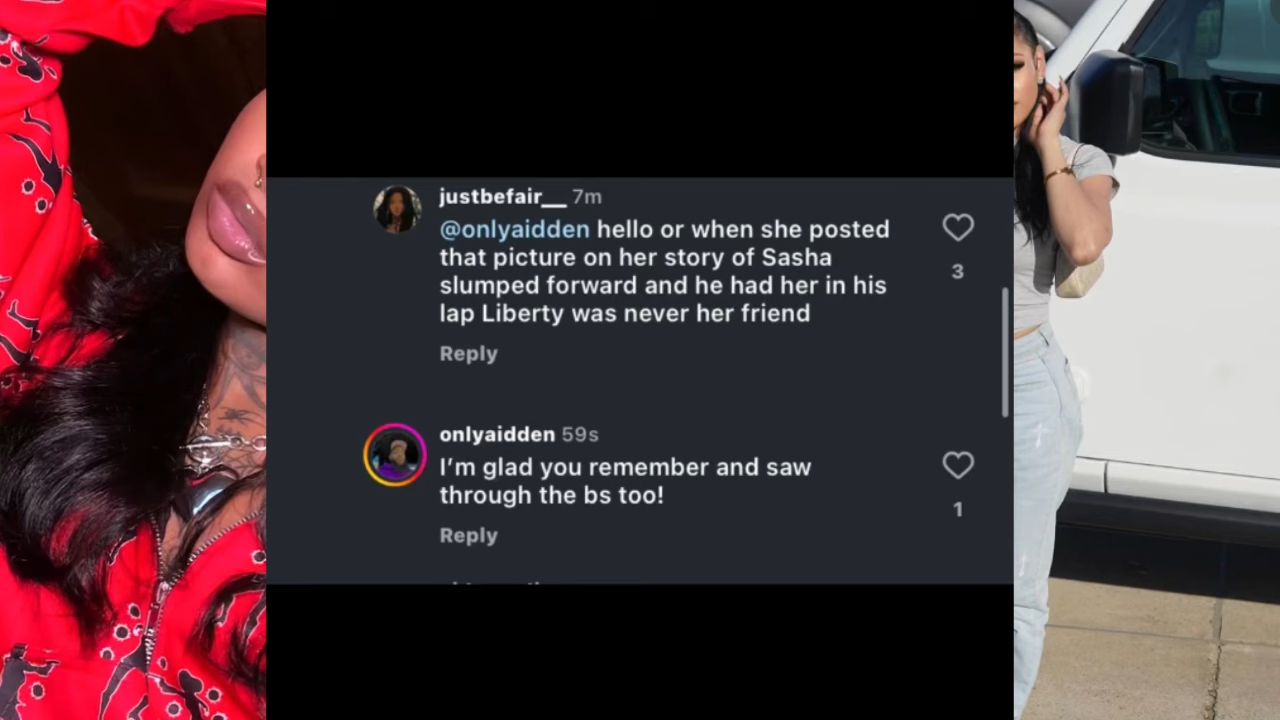 justbefair__ 7m
@onlyaidden hello or when she posted
that picture on her story of Sasha
slumped forward and he had her in his
lap Liberty was never her friend
3
Reply
onlyaidden 59s
I'm glad you remember and saw
through the bs too!
1
Reply